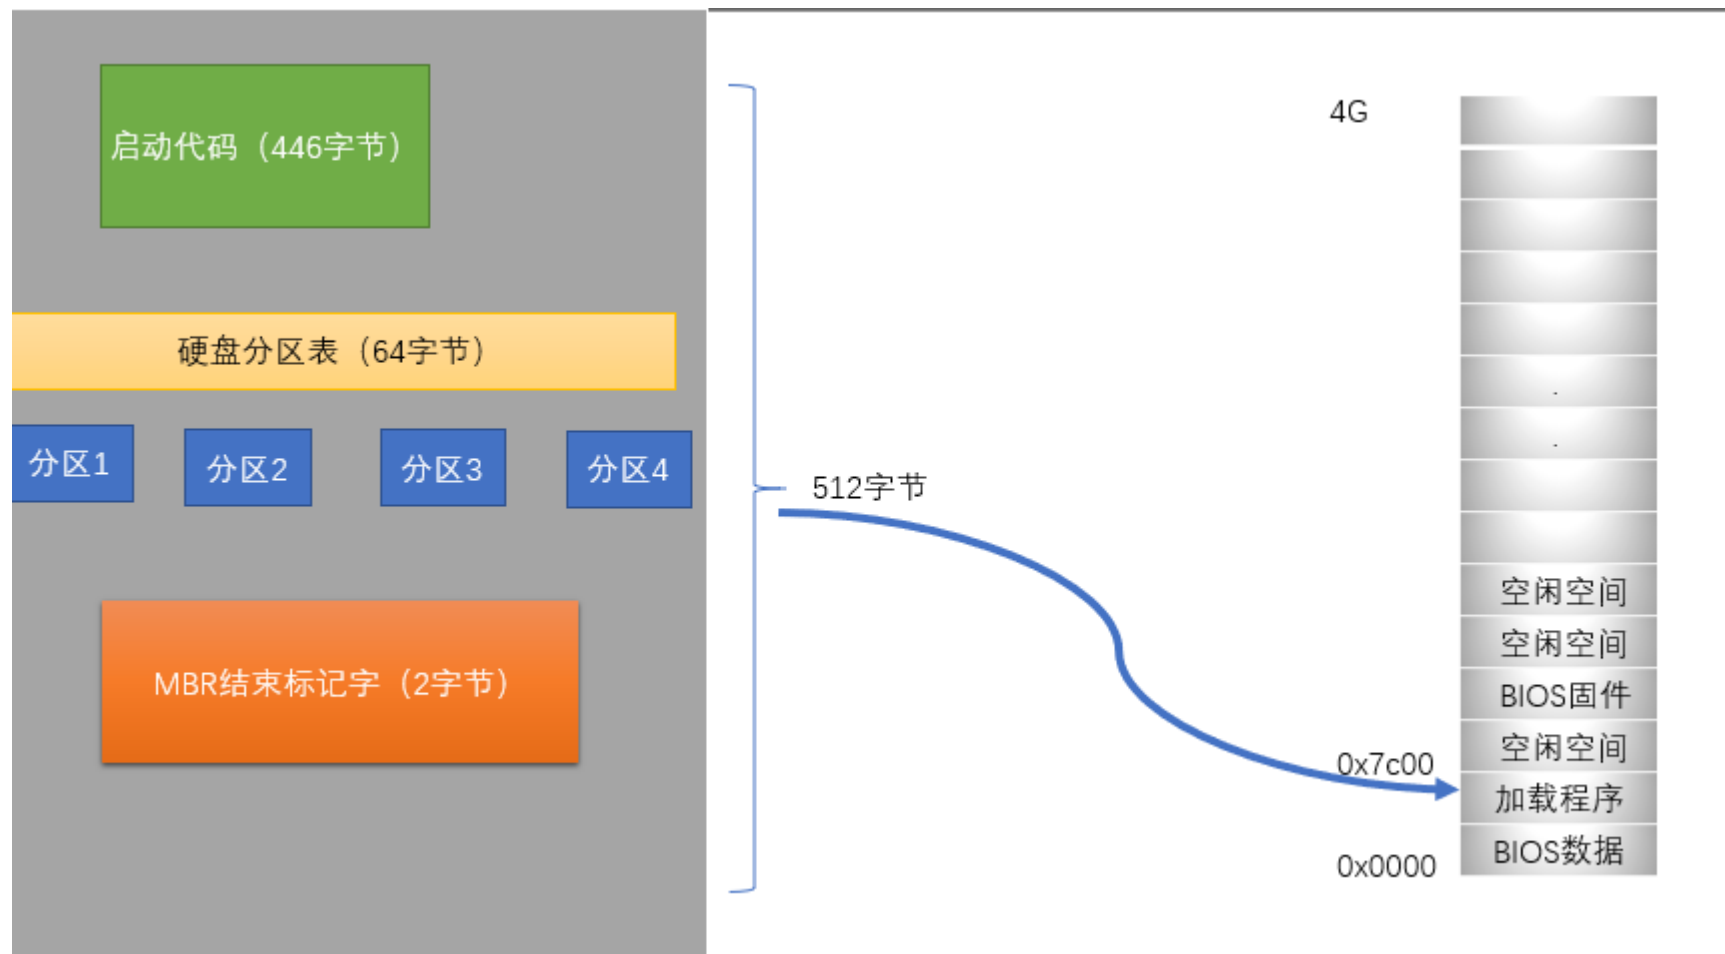 启动代码（446字节）
硬盘分区表（64字节）
分区1
分区2
分区3
分区4
MBR结束标记字（2字节）
512字节
4G
.
.
空闲空间
空闲空间
BIOS固件
空闲空间
0x7c00
加载程序
BIOS数据
0x0000